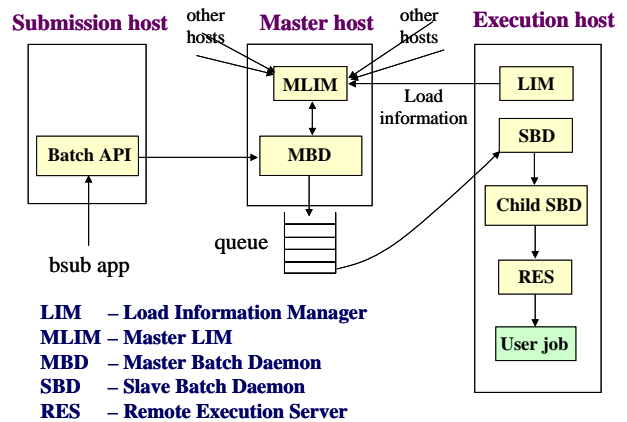 Submission host
Master host
Execution host
other
hosts
other
hosts
MLIM
LIM
Load
information
SBD
Batch API
MBD
Child SBD
queue
bsub app
RES
User job
LIM – Load Information Manager
MLIM – Master LIM
MBD – Master Batch Daemon
SBD – Slave Batch Daemon
RES – Remote Execution Server